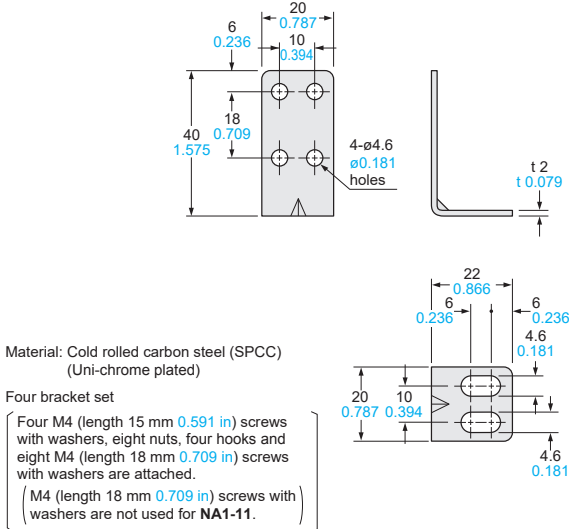 20
0.787
6
0.236
10
0.394
18
0.709
40
1.575
4-ø4.6
ø0.181
holes
t 2
t 0.079
22
0.866
6
0.236
6
0.236
4.6
0.181
20
0.787
10
0.394
4.6
0.181
Material: Cold rolled carbon steel (SPCC)
(Uni-chrome plated)
Four bracket set
Four M4 (length 15 mm 0.591 in) screws
with washers, eight nuts, four hooks and
eight M4 (length 18 mm 0.709 in) screws
with washers are attached.
(M4 (length 18 mm 0.709 in) screws with
washers are not used for NA1-11.)